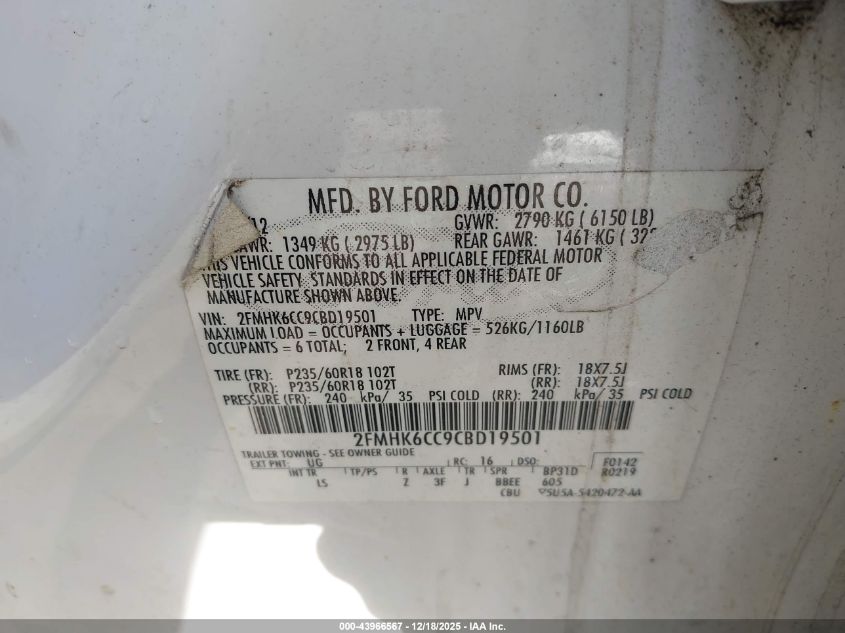 MFD. BY FORD MOTOR CO.
12 GVWR: 2790 KG ( 6150 LB)
GAWR: 1349 KG ( 2975 LB) REAR GAWR: 1461 KG ( 322
THIS VEHICLE CONFORMS TO ALL APPLICABLE FEDERAL MOTOR
VEHICLE SAFETY STANDARDS IN EFFECT ON THE DATE OF
MANUFACTURE SHOWN ABOVE.
VIN: 2FMHK6CC9CBD19501 TYPE: MPV
MAXIMUM LOAD = OCCUPANTS + LUGGAGE = 526KG/1160LB
OCCUPANTS = 6 TOTAL; 2 FRONT, 4 REAR
TIRE (FR): P235/60R18 102T RIMS (FR): 18X7.5J
(RR): P235/60R18 102T (RR): 18X7.5J
PRESSURE (FR): 240 kPa/ 35 PSI COLD (RR): 240 kPa/ 35 PSI COLD
2FMHK6CC9CBD19501
TRAILER TOWING - SEE OWNER GUIDE
EXT PNT: UG RC: 16 DSO: F0142
INT TR TP/PS R AXLE TR SPR BP31D R0219
LS Z 3F J BBEE 605
CBU 5U5A-5420472-AA
000-43966567 - 12/18/2025 - IAA Inc.